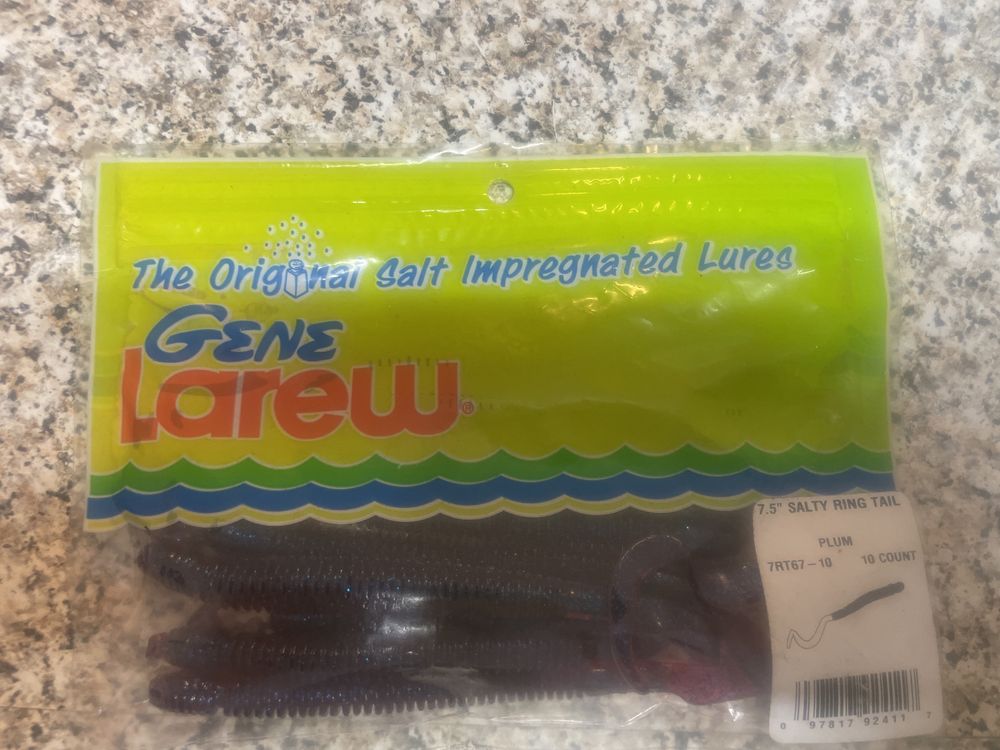 The Original Salt Impregnated Lures
GENE
Larew®
7.5" SALTY RING TAIL
PLUM
7RT67-10 10 COUNT
0 97817 92411 7